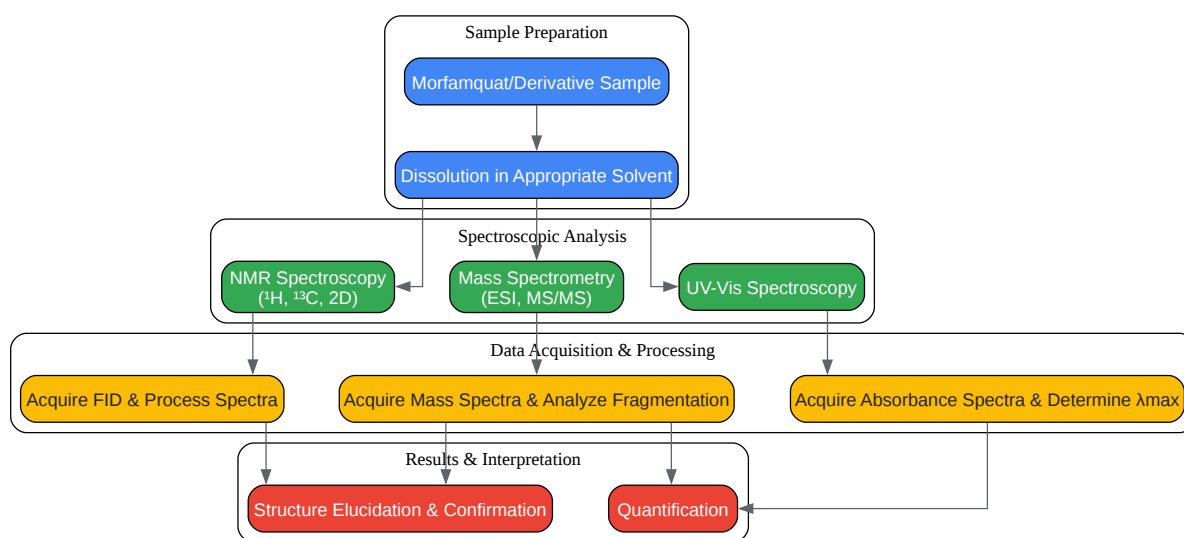 Sample Preparation
Morfamquat/Derivative Sample
Dissolution in Appropriate Solvent
Spectroscopic Analysis
NMR Spectroscopy
(¹H, ¹³C, 2D)
Mass Spectrometry
(ESI, MS/MS)
UV-Vis Spectroscopy
Data Acquisition & Processing
Acquire FID & Process Spectra
Acquire Mass Spectra & Analyze Fragmentation
Acquire Absorbance Spectra & Determine λmax
Results & Interpretation
Structure Elucidation & Confirmation
Quantification